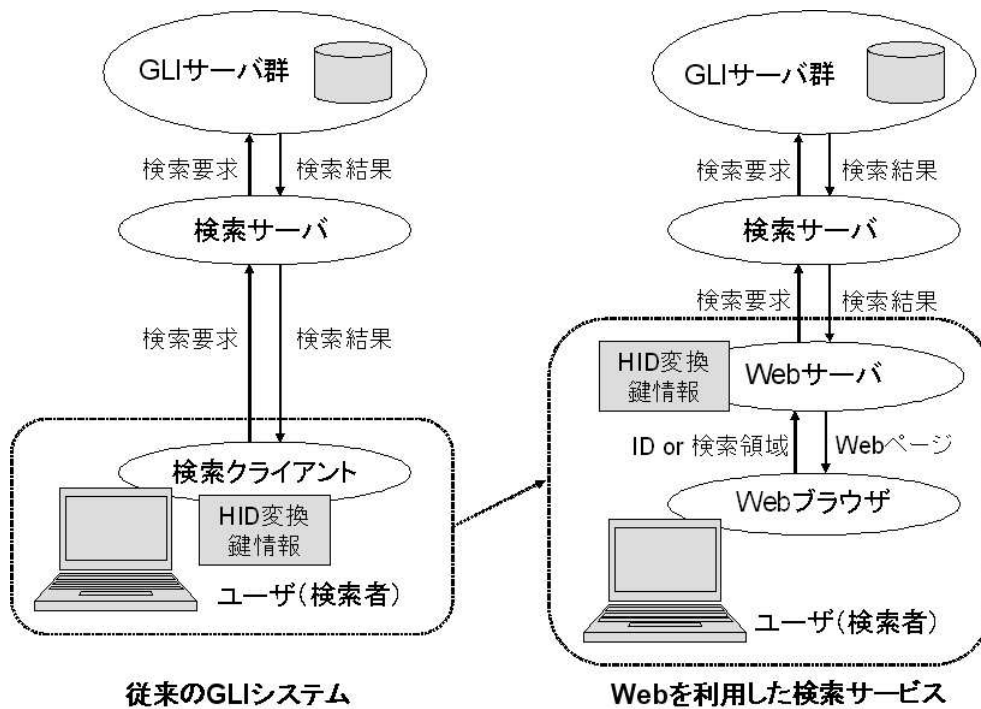 GLIサーバ群
検索要求
検索結果
検索サーバ
検索要求
検索結果
検索クライアント
HID変換
鍵情報
ユーザ(検索者)
従来のGLIシステム
GLIサーバ群
検索要求
検索結果
検索サーバ
検索要求
検索結果
HID変換
鍵情報
Webサーバ
ID or 検索領域
Webページ
Webブラウザ
ユーザ(検索者)
Webを利用した検索サービス